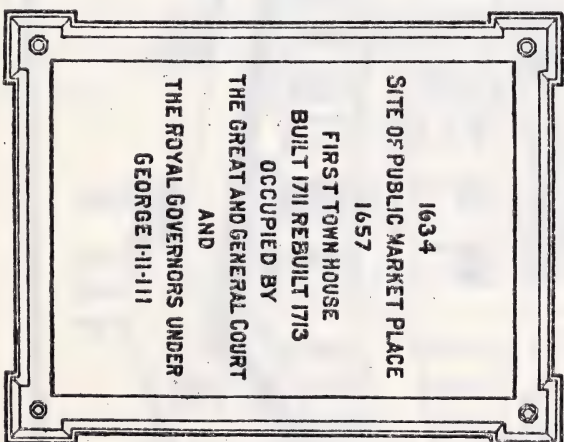 1634
SITE OF PUBLIC MARKET PLACE
1657
FIRST TOWN HOUSE
BUILT 1711 REBUILT 1713
OCCUPIED BY
THE GREAT AND GENERAL COURT
AND
THE ROYAL GOVERNORS UNDER
GEORGE I-II-III